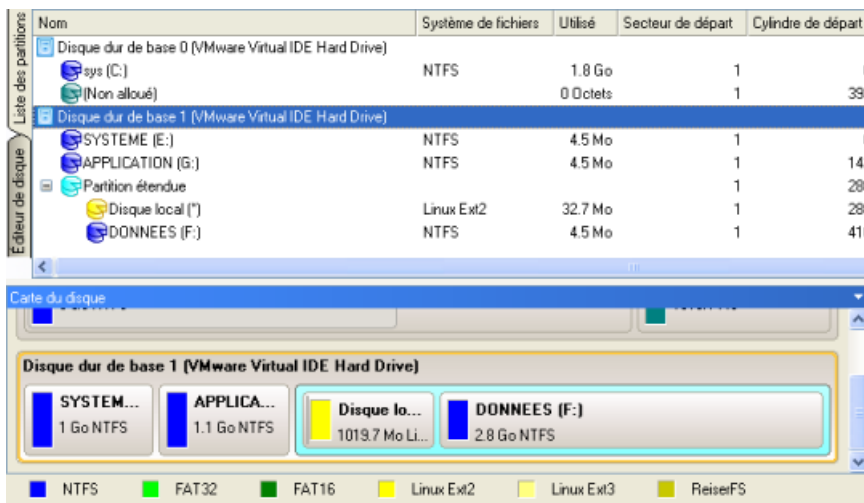 Liste des partitions
Éditeur de disque
Nom Système de fichiers Utilisé Secteur de départ Cylindre de départ
Disque dur de base 0 (VMware Virtual IDE Hard Drive)
sys (C:) NTFS 1.8 Go 1
(Non alloué) 0 Octets 1 39
Disque dur de base 1 (VMware Virtual IDE Hard Drive)
SYSTEME (E:) NTFS 4.5 Mo 1
APPLICATION (G:) NTFS 4.5 Mo 1 14
Partition étendue 1 28
Disque local (*) Linux Ext2 32.7 Mo 1 28
DONNEES (F:) NTFS 4.5 Mo 1 41
Carte du disque
Disque dur de base 1 (VMware Virtual IDE Hard Drive)
SYSTEM... APPLICA... Disque lo... DONNEES (F:)
1 Go NTFS 1.1 Go NTFS 1019.7 Mo Li... 2.8 Go NTFS
NTFS FAT32 FAT16 Linux Ext2 Linux Ext3 ReiserFS